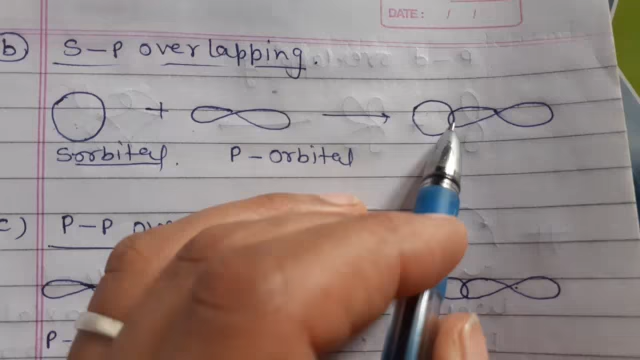 DATE: / /
b) S-P overlapping.
+
Sorbital. P-orbital
c) P-P
P-